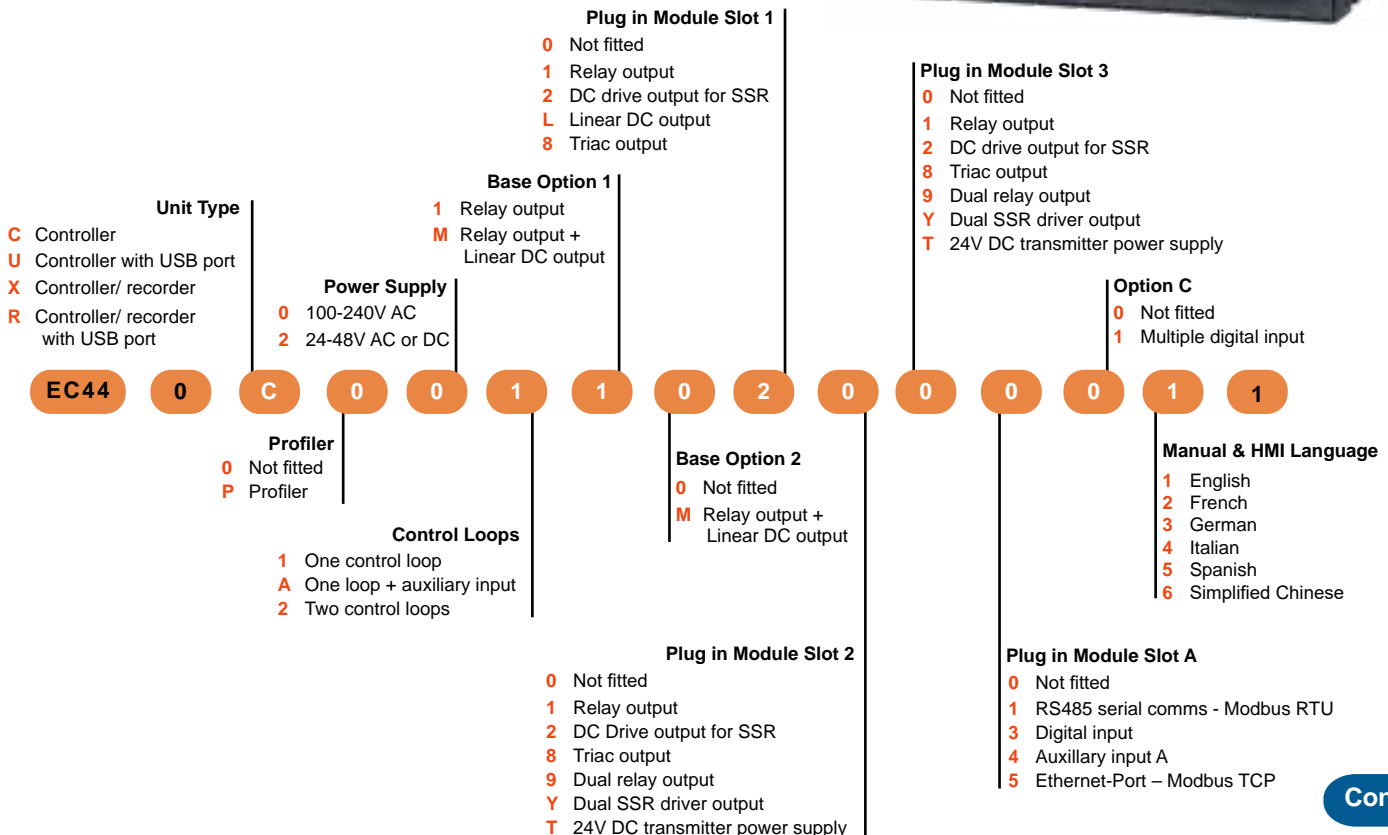 Plug in Module Slot 1
0 Not fitted
1 Relay output
2 DC drive output for SSR
L Linear DC output
8 Triac output
Plug in Module Slot 3
0 Not fitted
1 Relay output
2 DC drive output for SSR
8 Triac output
9 Dual relay output
Y Dual SSR driver output
T 24V DC transmitter power supply
Base Option 1
1 Relay output
M Relay output +
Linear DC output
Unit Type
C Controller
U Controller with USB port
X Controller/ recorder
R Controller/ recorder
with USB port
Power Supply
0 100-240V AC
2 24-48V AC or DC
Option C
0 Not fitted
1 Multiple digital input
EC44 0 C 0 0 1 1 0 2 0 0 0 0 1 1
Profiler
0 Not fitted
P Profiler
Control Loops
1 One control loop
A One loop + auxiliary input
2 Two control loops
Base Option 2
0 Not fitted
M Relay output +
Linear DC output
Manual & HMI Language
1 English
2 French
3 German
4 Italian
5 Spanish
6 Simplified Chinese
Plug in Module Slot 2
0 Not fitted
1 Relay output
2 DC Drive output for SSR
8 Triac output
9 Dual relay output
Y Dual SSR driver output
T 24V DC transmitter power supply
Plug in Module Slot A
0 Not fitted
1 RS485 serial comms - Modbus RTU
3 Digital input
4 Auxillary input A
5 Ethernet-Port – Modbus TCP